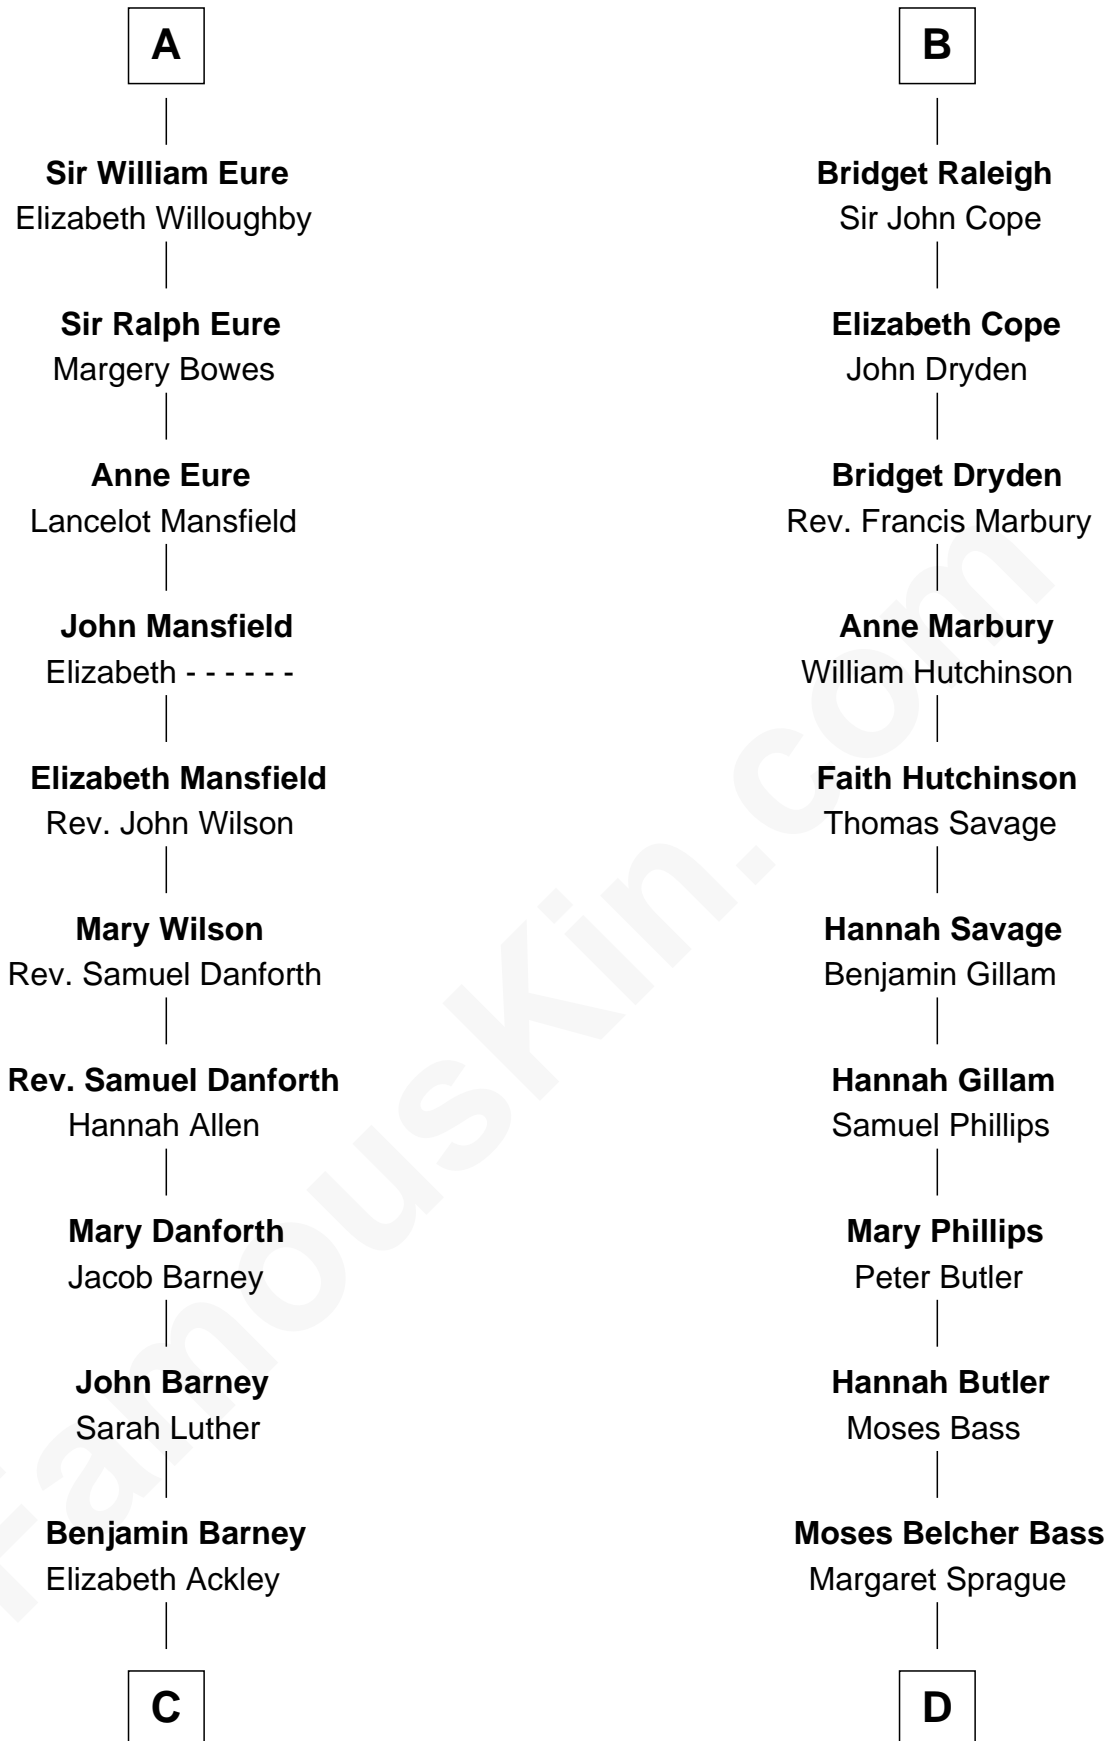 A
Sir William Eure
Elizabeth Willoughby
Sir Ralph Eure
Margery Bowes
Anne Eure
Lancelot Mansfield
John Mansfield
Elizabeth - - - - - -
Elizabeth Mansfield
Rev. John Wilson
Mary Wilson
Rev. Samuel Danforth
Rev. Samuel Danforth
Hannah Allen
Mary Danforth
Jacob Barney
John Barney
Sarah Luther
Benjamin Barney
Elizabeth Ackley
C
B
Bridget Raleigh
Sir John Cope
Elizabeth Cope
John Dryden
Bridget Dryden
Rev. Francis Marbury
Anne Marbury
William Hutchinson
Faith Hutchinson
Thomas Savage
Hannah Savage
Benjamin Gillam
Hannah Gillam
Samuel Phillips
Mary Phillips
Peter Butler
Hannah Butler
Moses Bass
Moses Belcher Bass
Margaret Sprague
D
FamousKin.com